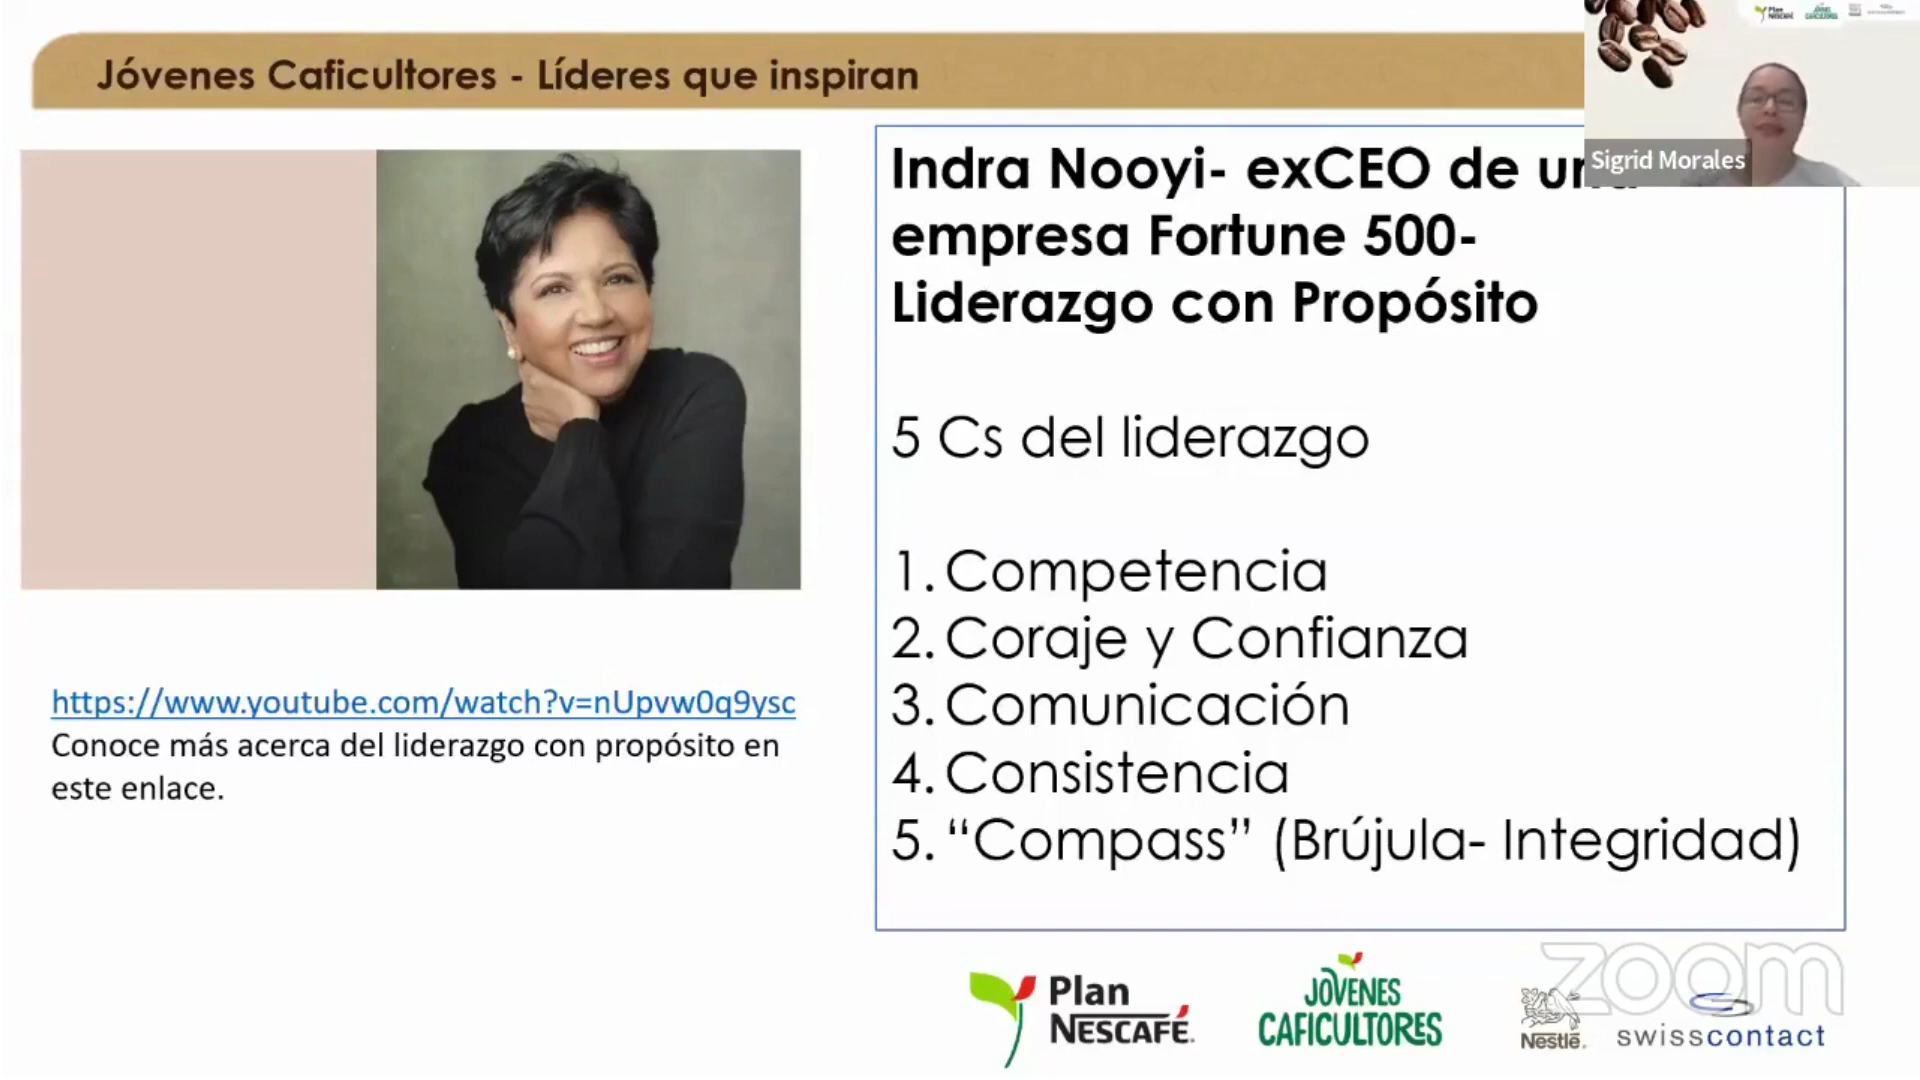 Jóvenes Caficultores - Líderes que inspiran
Sigrid Morales
Indra Nooyi- exCEO de una
empresa Fortune 500-
Liderazgo con Propósito
5 Cs del liderazgo
1. Competencia
2. Coraje y Confianza
3. Comunicación
4. Consistencia
5. “Compass” (Brújula- Integridad)
https://www.youtube.com/watch?v=nUpvw0q9ysc
Conoce más acerca del liderazgo con propósito en
este enlace.
Plan
NESCAFÉ.
JÓVENES
CAFICULTORES
Nestlé.
swisscontact
zoom